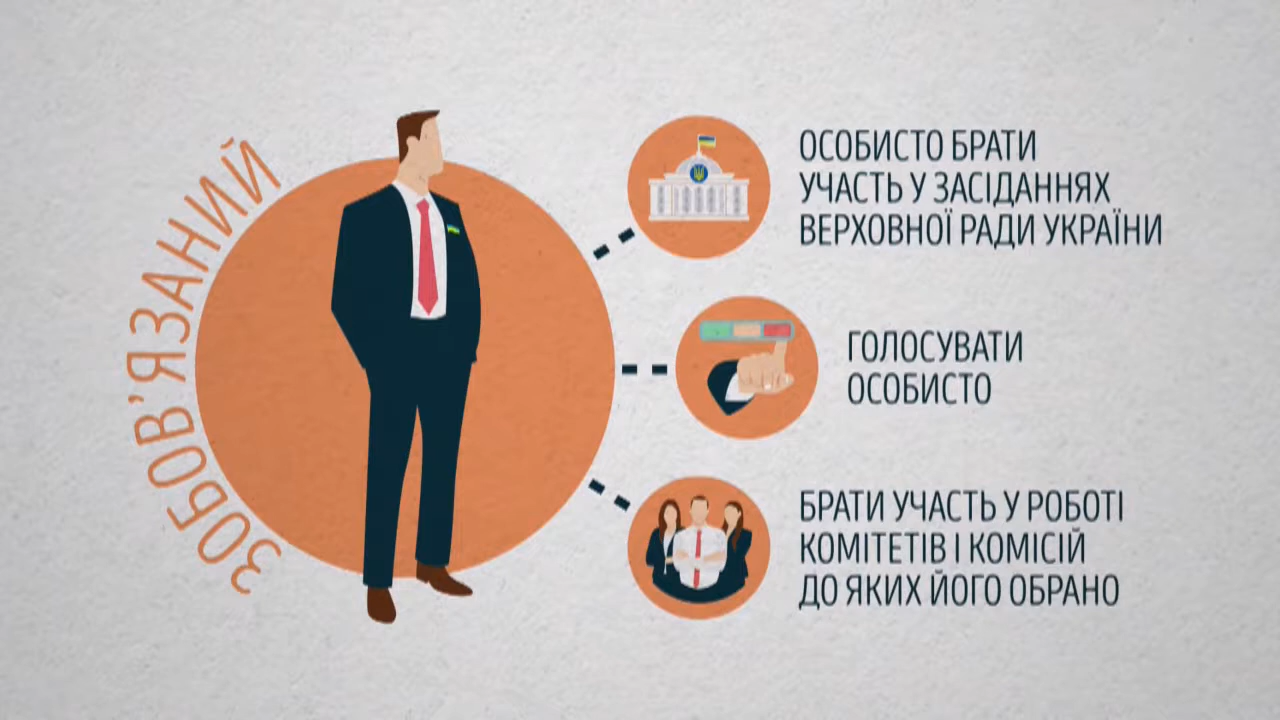 ЗОБОВ'ЯЗАНИЙ
ОСОБИСТО БРАТИ
УЧАСТЬ У ЗАСІДАННЯХ
ВЕРХОВНОЇ РАДИ УКРАЇНИ
ГОЛОСУВАТИ
ОСОБИСТО
БРАТИ УЧАСТЬ У РОБОТІ
КОМІТЕТІВ І КОМІСІЙ
ДО ЯКИХ ЙОГО ОБРАНО